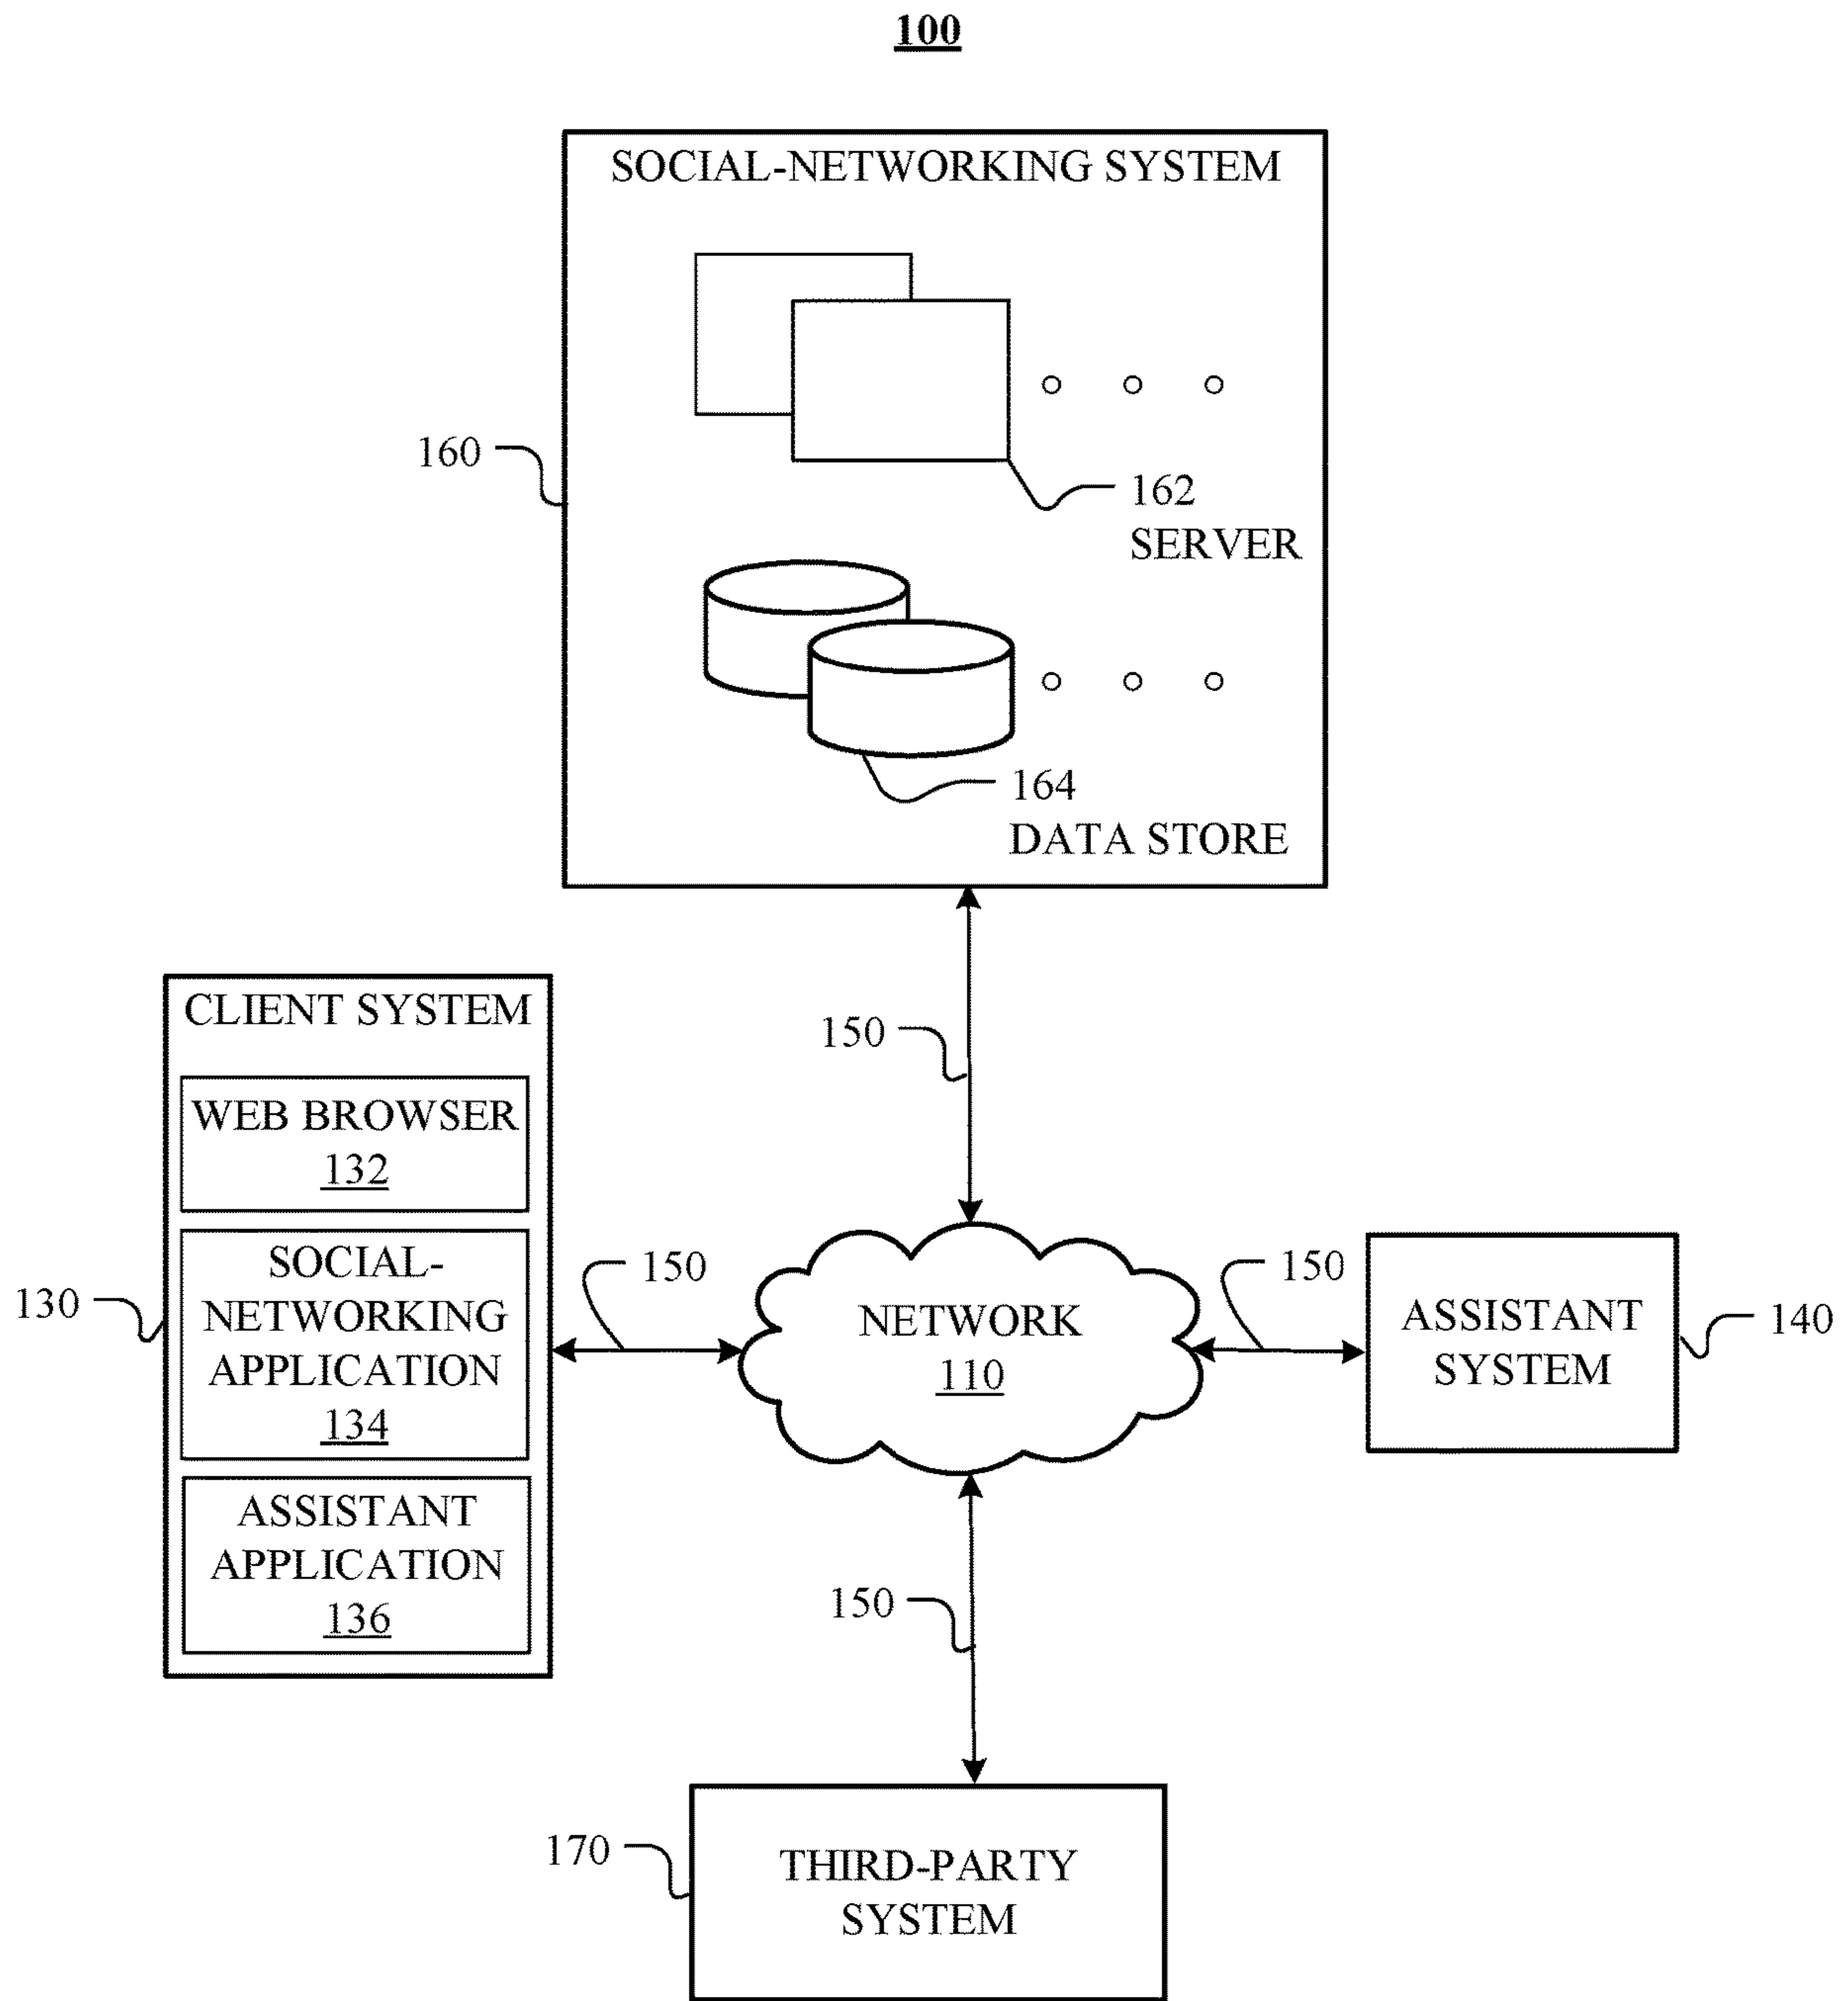 100
SOCIAL-NETWORKING SYSTEM
160
162
SERVER
164
DATA STORE
CLIENT SYSTEM
WEB BROWSER
132
SOCIAL-
NETWORKING
APPLICATION
134
ASSISTANT
APPLICATION
136
130
150
150
NETWORK
110
150
ASSISTANT
SYSTEM
140
150
170
THIRD-PARTY
SYSTEM